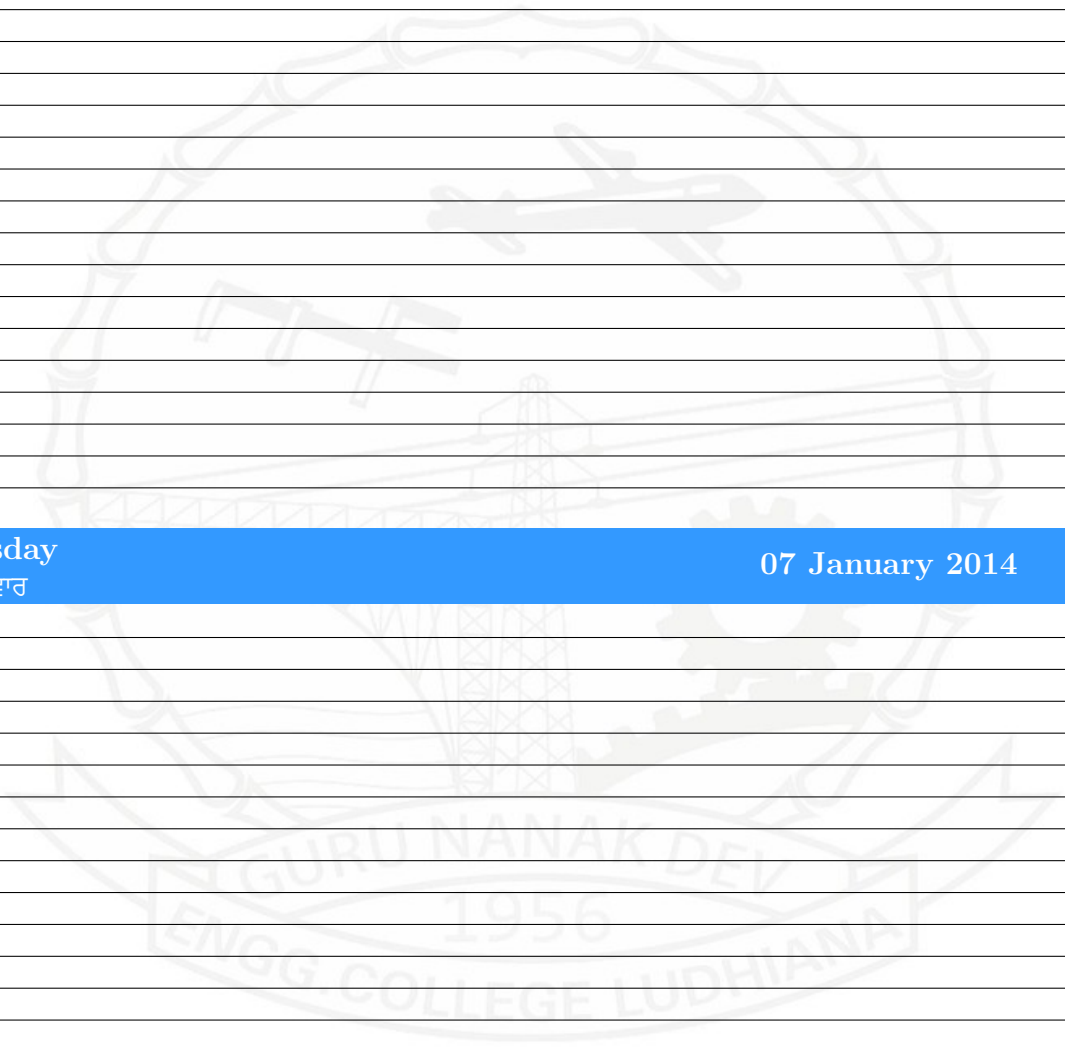 sday
07 January 2014
ਵਾਰ
GURU NANAK DEV
1956
ENGG. COLLEGE LUDHIANA